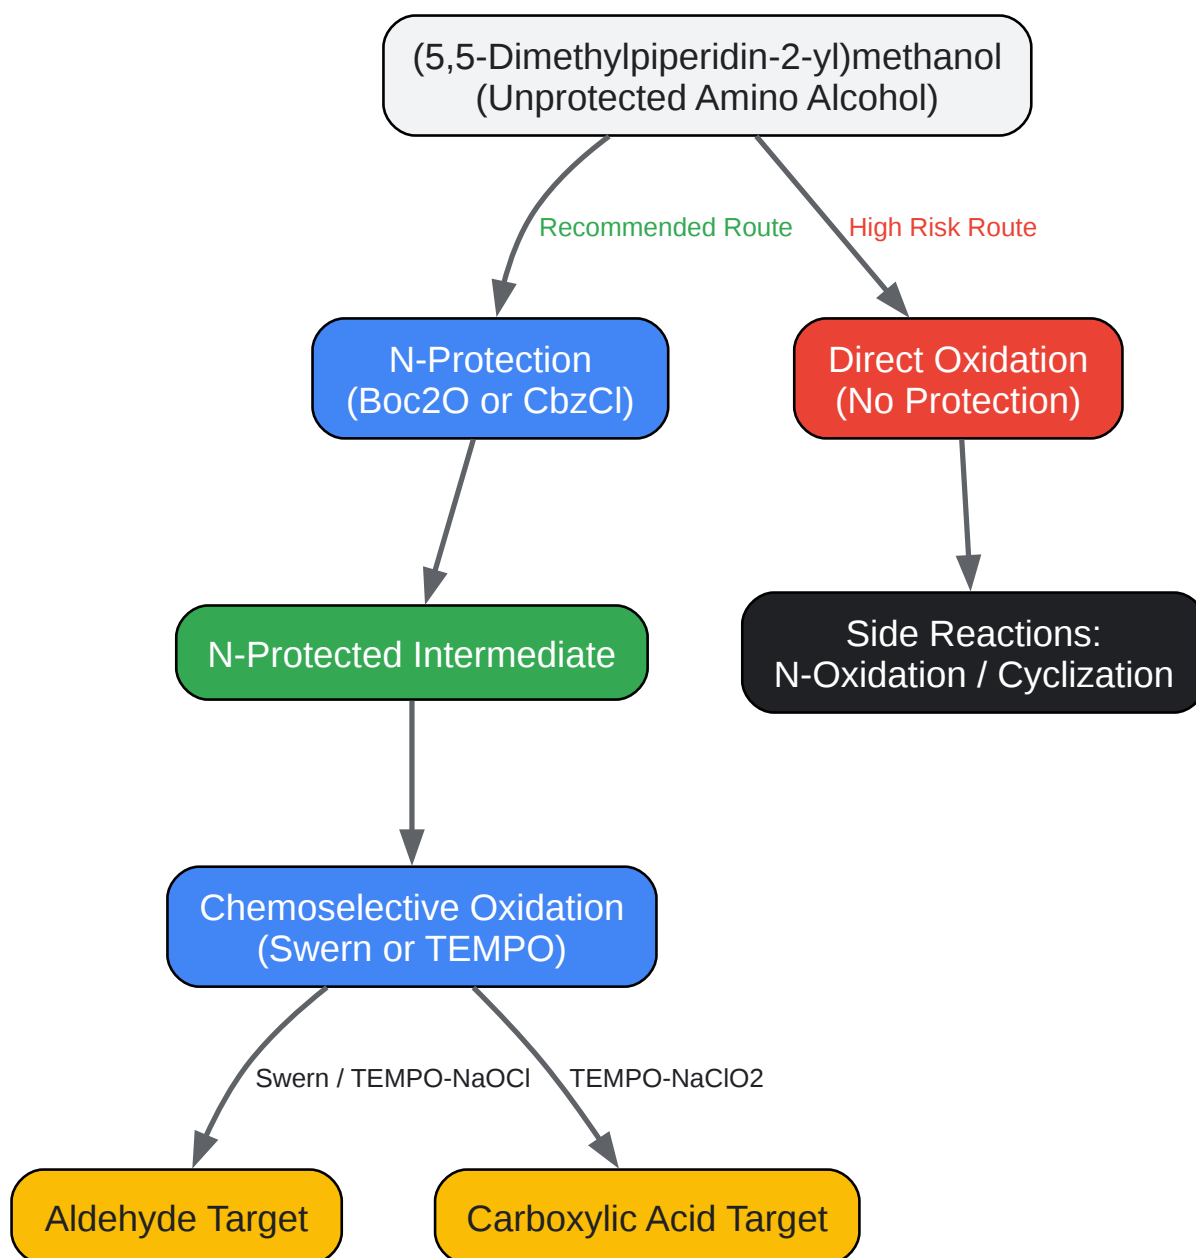 (5,5-Dimethylpiperidin-2-yl)methanol
(Unprotected Amino Alcohol)
Recommended Route
High Risk Route
N-Protection
(Boc2O or CbzCl)
Direct Oxidation
(No Protection)
N-Protected Intermediate
Side Reactions:
N-Oxidation / Cyclization
Chemoselective Oxidation
(Swern or TEMPO)
Swern / TEMPO-NaOCl
TEMPO-NaClO2
Aldehyde Target
Carboxylic Acid Target